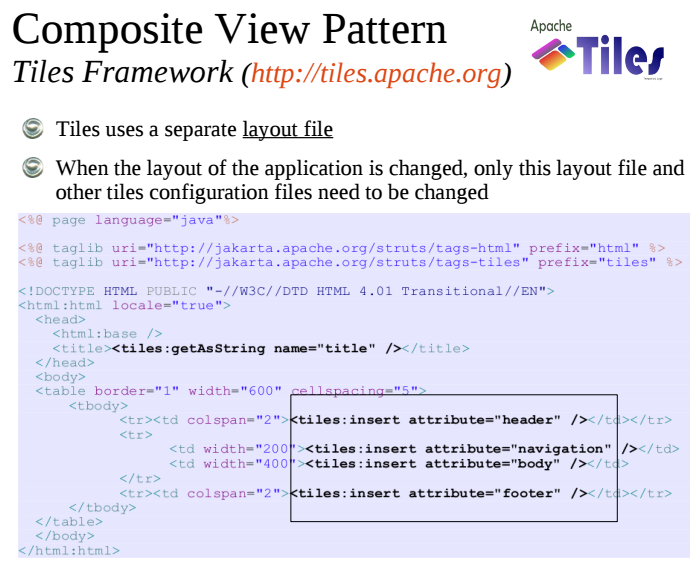 Composite View Pattern
Tiles Framework (http://tiles.apache.org)
Apache
Tiles
Tiles uses a separate layout file
When the layout of the application is changed, only this layout file and
other tiles configuration files need to be changed
<%@ page language="java"%>
<%@ taglib uri="http://jakarta.apache.org/struts/tags-html" prefix="html" %>
<%@ taglib uri="http://jakarta.apache.org/struts/tags-tiles" prefix="tiles" %>
<!DOCTYPE HTML PUBLIC "-//W3C//DTD HTML 4.01 Transitional//EN">
<html:html locale="true">
<head>
<html:base />
<title><tiles:getAsString name="title" /></title>
</head>
<body>
<table border="1" width="600" cellspacing="5">
<tbody>
<tr><td colspan="2"><tiles:insert attribute="header" /></td></tr>
<tr>
<td width="200"><tiles:insert attribute="navigation" /></td>
<td width="400"><tiles:insert attribute="body" /></td>
</tr>
<tr><td colspan="2"><tiles:insert attribute="footer" /></td></tr>
</tbody>
</table>
</body>
</html:html>